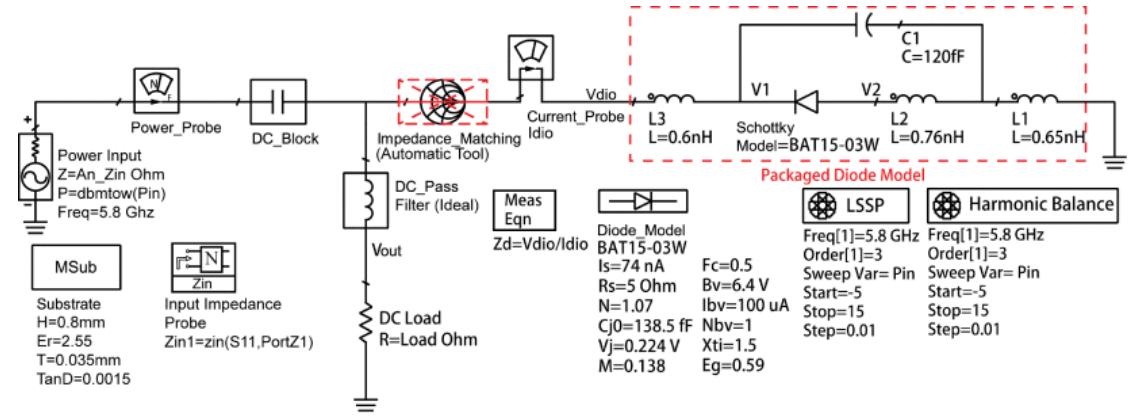 C1
C=120fF
Vdio
V1
V2
Power_Probe
N
F
DC_Block
Impedance_Matching
(Automatic Tool)
Current_Probe
Idio
L3
L=0.6nH
Schottky
Model=BAT15-03W
L2
L=0.76nH
L1
L=0.65nH
Packaged Diode Model
+
Power Input
Z=An_Zin Ohm
P=dbmtow(Pin)
Freq=5.8 Ghz
-
DC_Pass
Filter (Ideal)
Vout
DC Load
R=Load Ohm
Meas
Eqn
Zd=Vdio/Idio
MSub
Substrate
H=0.8mm
Er=2.55
T=0.035mm
TanD=0.0015
N
Zin
Input Impedance
Probe
Zin1=zin(S11,PortZ1)
Diode_Model
BAT15-03W
Is=74 nA
Rs=5 Ohm
N=1.07
Cj0=138.5 fF
Vj=0.224 V
M=0.138
Fc=0.5
Bv=6.4 V
Ibv=100 uA
Nbv=1
Xti=1.5
Eg=0.59
LSSP
Freq[1]=5.8 GHz
Order[1]=3
Sweep Var= Pin
Start=-5
Stop=15
Step=0.01
Harmonic Balance
Freq[1]=5.8 GHz
Order[1]=3
Sweep Var= Pin
Start=-5
Stop=15
Step=0.01